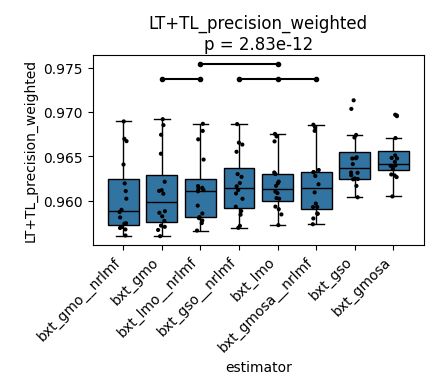 LT+TL_precision_weighted
p = 2.83e-12
0.975
0.970
0.965
0.960
LT+TL_precision_weighted
bxt_gmo__nrlmf
bxt_gmo
bxt_lmo__nrlmf
bxt_gso__nrlmf
bxt_lmo
bxt_gmosa__nrlmf
bxt_gso
bxt_gmosa
estimator